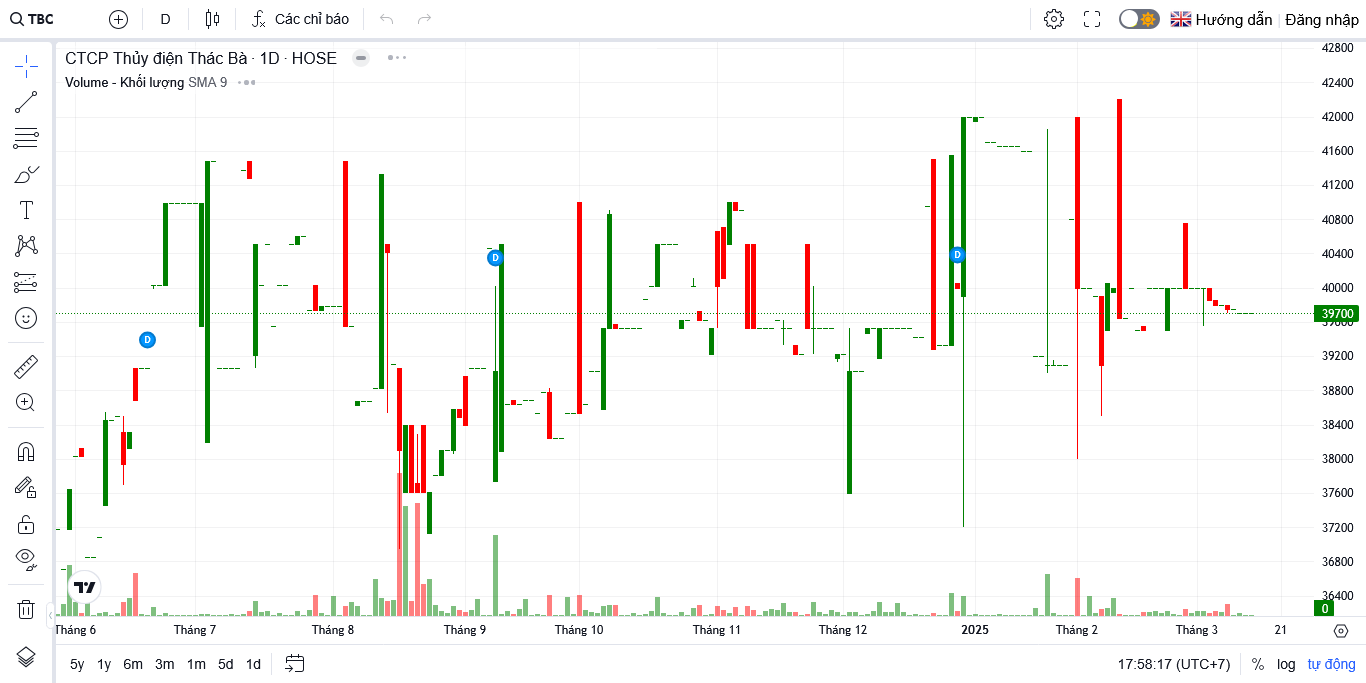 TBC D Các chỉ báo Hướng dẫn Đăng nhập
CTCP Thủy điện Thác Bà · 1D · HOSE
Volume - Khối lượng SMA 9
42800
42400
42000
41600
41200
40800
40400
40000
39700
39600
39200
38800
38400
38000
37600
37200
36800
36400
0
D
D
D
Tháng 6 Tháng 7 Tháng 8 Tháng 9 Tháng 10 Tháng 11 Tháng 12 2025 Tháng 2 Tháng 3 21
5y 1y 6m 3m 1m 5d 1d 17:58:17 (UTC+7) % log tự động